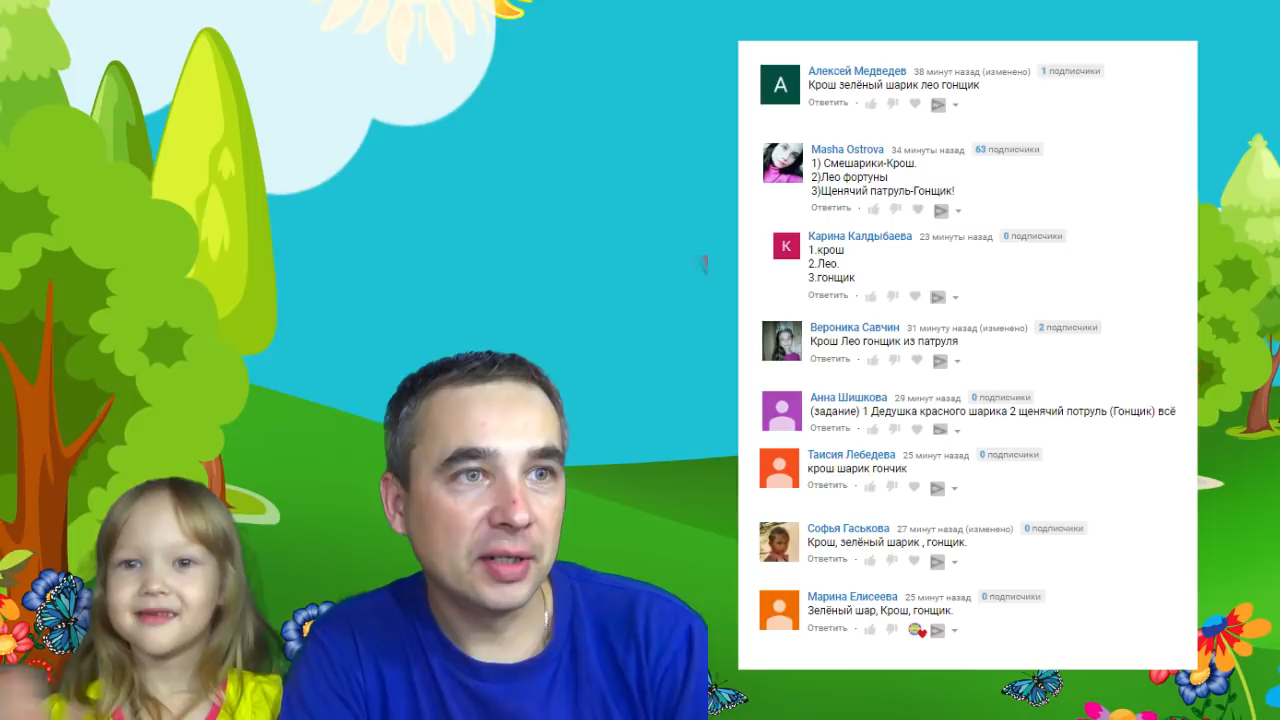 A
Алексей Медведев 38 минут назад (изменено) 1 подписчики
Крош зелёный шарик лео гонщик
Ответить
Masha Ostrova 34 минуты назад 63 подписчики
1) Смешарики-Крош.
2)Лео фортуны
3)Щенячий патруль-Гонщик!
Ответить
K
Карина Калдыбаева 23 минуты назад 0 подписчики
1.крош
2.Лео.
3.гонщик
Ответить
Вероника Савчин 31 минуту назад (изменено) 2 подписчики
Крош Лео гонщик из патруля
Ответить
Анна Шишкова 29 минут назад 0 подписчики
(задание) 1 Дедушка красного шарика 2 щенячий потруль (Гонщик) всё
Ответить
Таисия Лебедева 25 минут назад 0 подписчики
крош шарик гончик
Ответить
Софья Гаськова 27 минут назад (изменено) 0 подписчики
Крош, зелёный шарик , гонщик.
Ответить
Марина Елисеева 25 минут назад 0 подписчики
Зелёный шар, Крош, гонщик.
Ответить